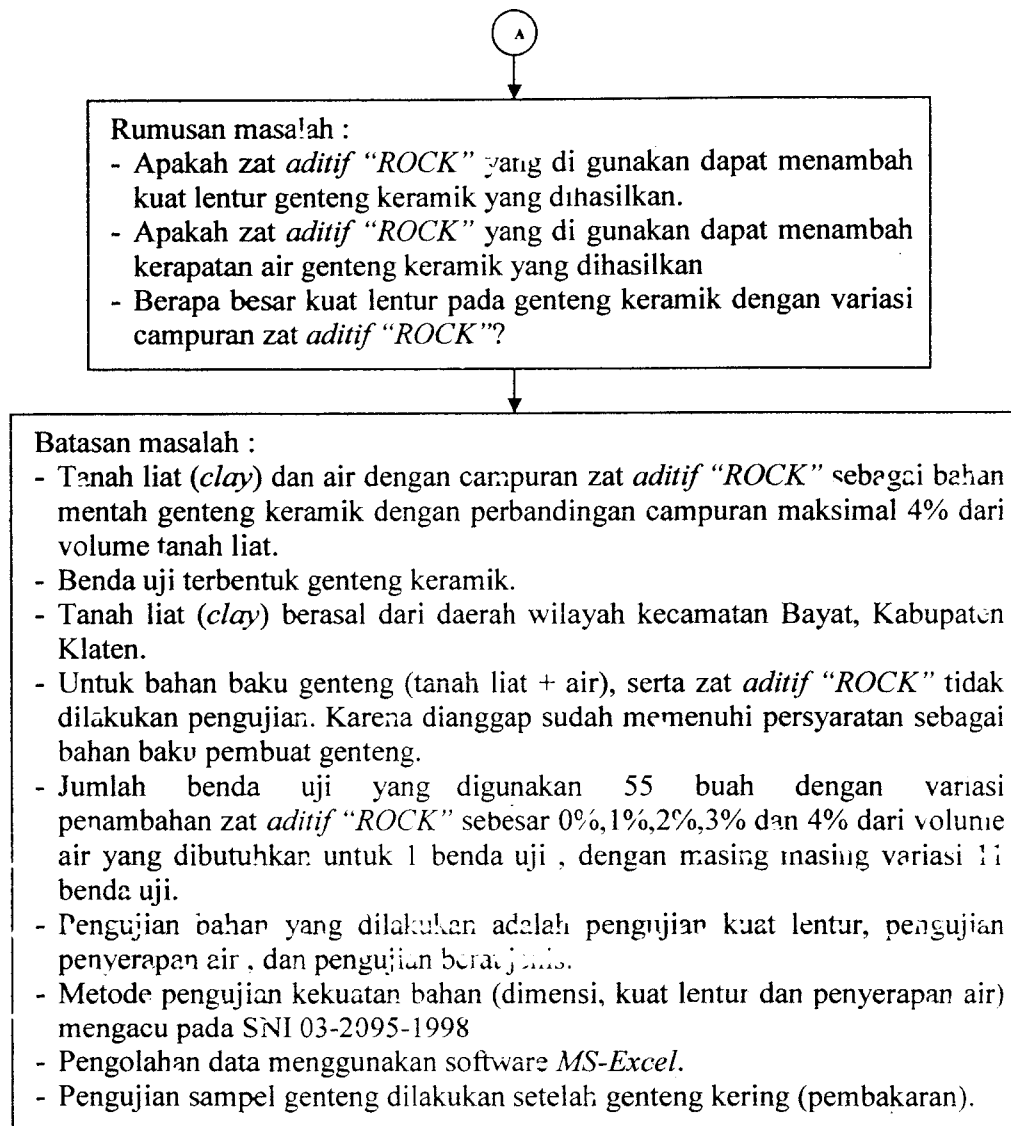 A
Rumusan masalah :
- Apakah zat aditif “ROCK” yang di gunakan dapat menambah
kuat lentur genteng keramik yang dihasilkan.
- Apakah zat aditif “ROCK” yang di gunakan dapat menambah
kerapatan air genteng keramik yang dihasilkan
- Berapa besar kuat lentur pada genteng keramik dengan variasi
campuran zat aditif “ROCK”?
Batasan masalah :
- Tanah liat (clay) dan air dengan campuran zat aditif “ROCK” sebagai bahan
mentah genteng keramik dengan perbandingan campuran maksimal 4% dari
volume tanah liat.
- Benda uji terbentuk genteng keramik.
- Tanah liat (clay) berasal dari daerah wilayah kecamatan Bayat, Kabupaten
Klaten.
- Untuk bahan baku genteng (tanah liat + air), serta zat aditif “ROCK” tidak
dilakukan pengujian. Karena dianggap sudah memenuhi persyaratan sebagai
bahan baku pembuat genteng.
- Jumlah benda uji yang digunakan 55 buah dengan variasi
penambahan zat aditif “ROCK” sebesar 0%,1%,2%,3% dan 4% dari volume
air yang dibutuhkan untuk 1 benda uji , dengan masing masing variasi 11
benda uji.
- Pengujian bahan yang dilakukan adalah pengujian kuat lentur, pengujian
penyerapan air , dan pengujian berat jenis.
- Metode pengujian kekuatan bahan (dimensi, kuat lentur dan penyerapan air)
mengacu pada SNI 03-2095-1998
- Pengolahan data menggunakan software MS-Excel.
- Pengujian sampel genteng dilakukan setelah genteng kering (pembakaran).